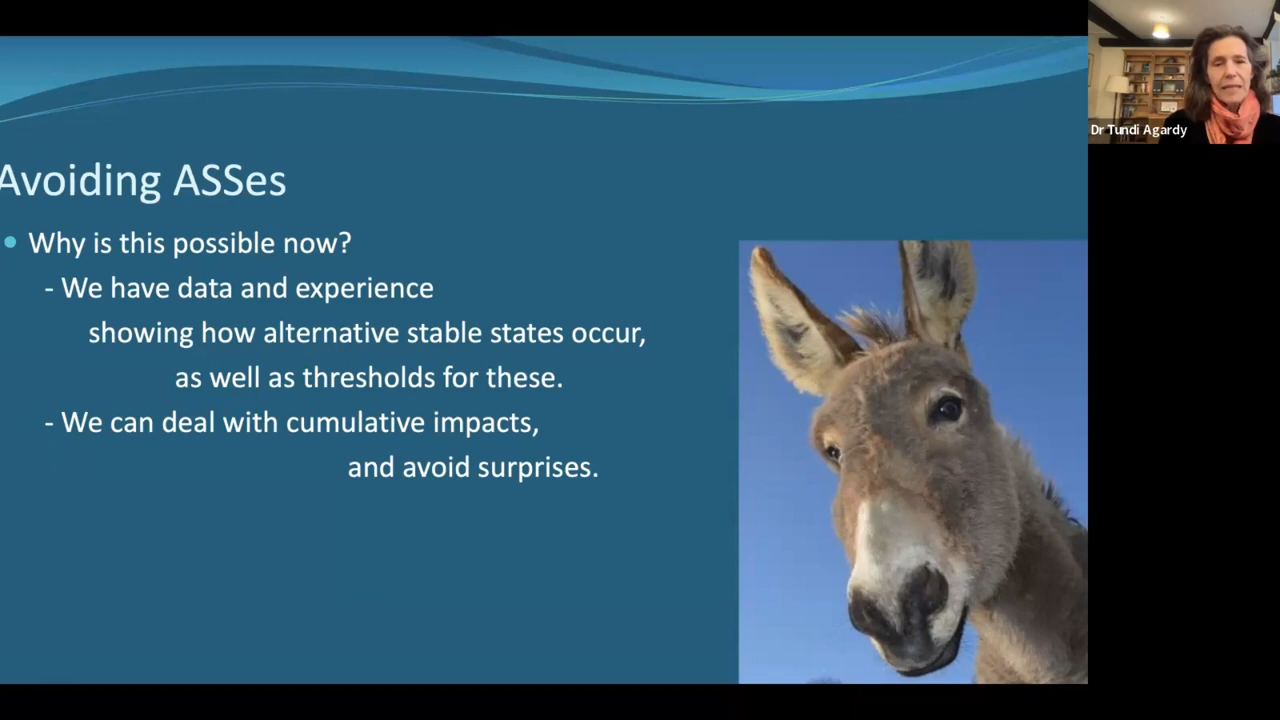 Avoiding ASSes
• Why is this possible now?
- We have data and experience
showing how alternative stable states occur,
as well as thresholds for these.
- We can deal with cumulative impacts,
and avoid surprises.
Dr Tundi Agardy